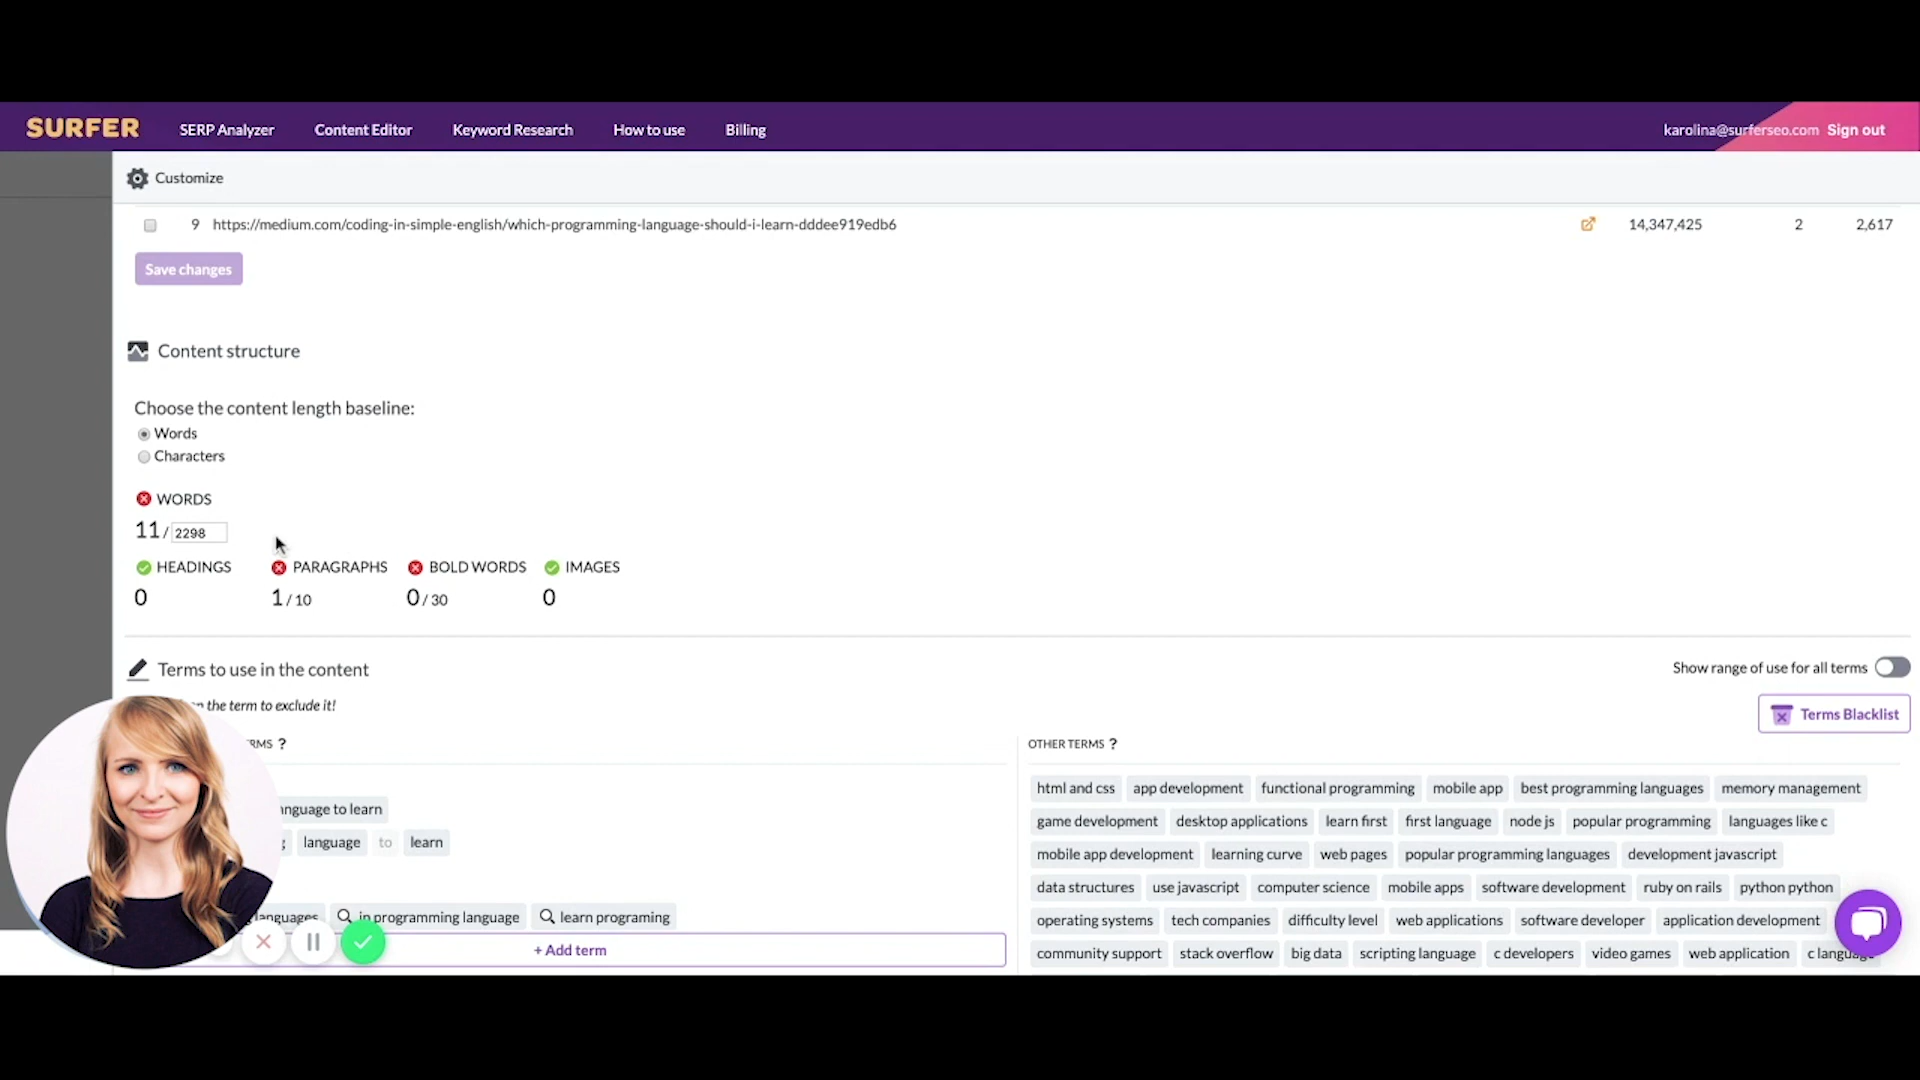 SURFER SERP Analyzer Content Editor Keyword Research How to use Billing karolina@surferseo.com Sign out
Customize
9 https://medium.com/coding-in-simple-english/which-programming-language-should-i-learn-dddee919edb6 14,347,425 2 2,617
Save changes
Content structure
Choose the content length baseline:
Words
Characters
WORDS
11 / 2298
HEADINGS PARAGRAPHS BOLD WORDS IMAGES
0 1 / 10 0 / 30 0
Terms to use in the content Show range of use for all terms
the term to exclude it!
Terms Blacklist
?
OTHER TERMS ?
to learn
language to learn
in programming language learn programing
+ Add term
html and css app development functional programming mobile app best programming languages memory management
game development desktop applications learn first first language node js popular programming languages like c
mobile app development learning curve web pages popular programming languages development javascript
data structures use javascript computer science mobile apps software development ruby on rails python python
operating systems tech companies difficulty level web applications software developer application development
community support stack overflow big data scripting language c developers video games web application c